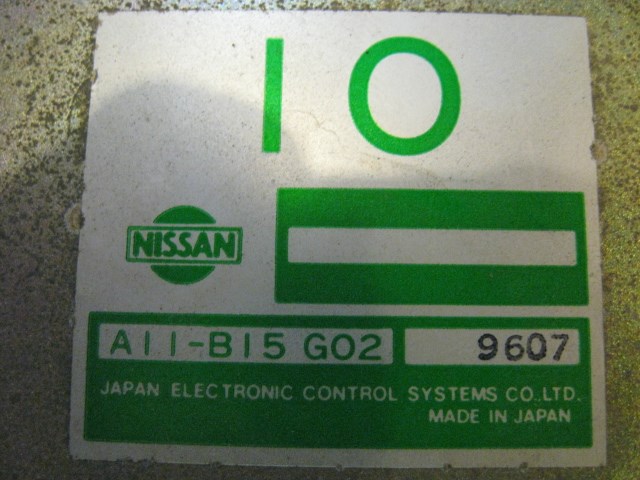 10
NISSAN
A11-B15 G02
9607
JAPAN ELECTRONIC CONTROL SYSTEMS CO.,LTD.
MADE IN JAPAN